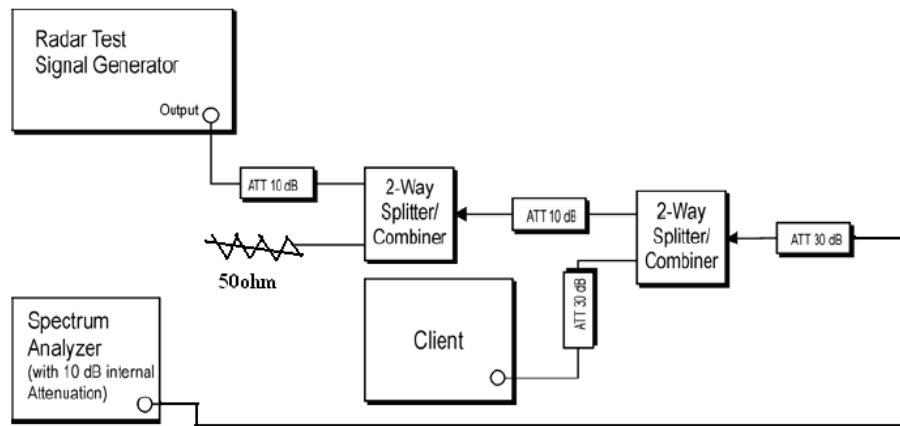 Radar Test
Signal Generator
Output
ATT 10 dB
2-Way
Splitter/
Combiner
ATT 10 dB
2-Way
Splitter/
Combiner
ATT 30 dB
50ohm
ATT 30 dB
Client
Spectrum
Analyzer
(with 10 dB internal
Attenuation)